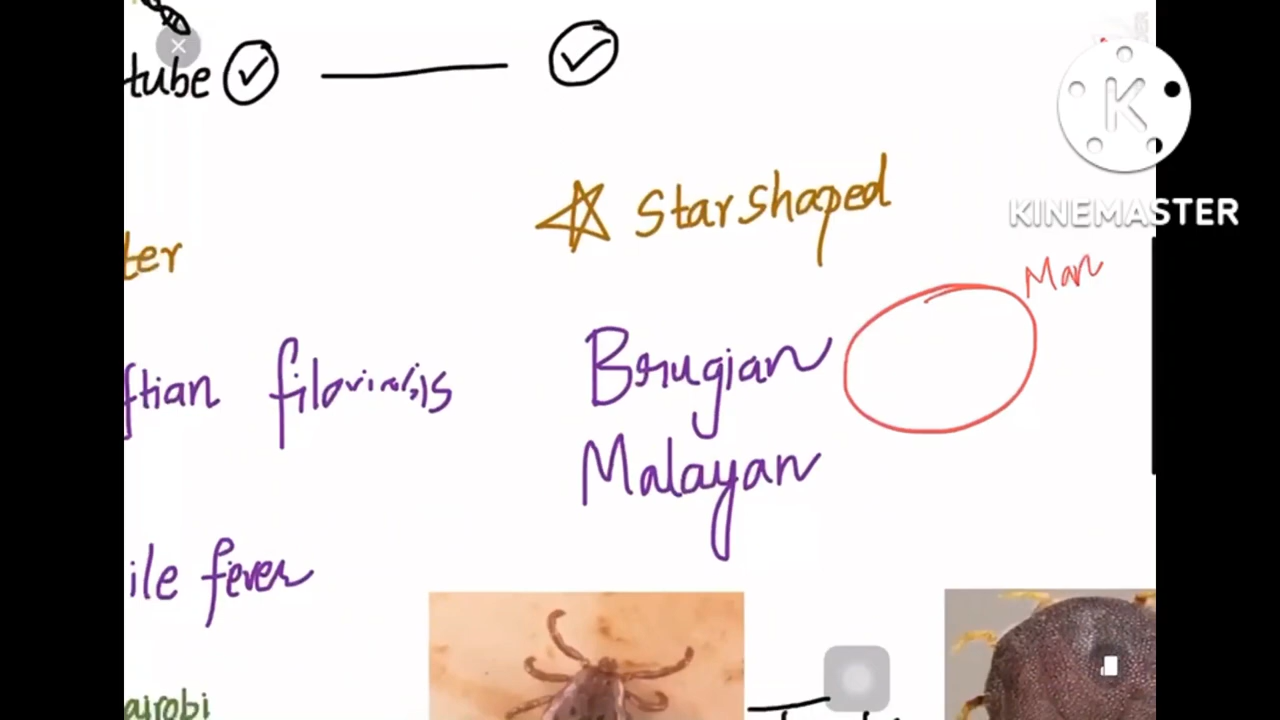 tube
Star shaped
ter
Man
ftian filariasis
Brugian
Malayan
ile fever
airobi
K
KINEMASTER